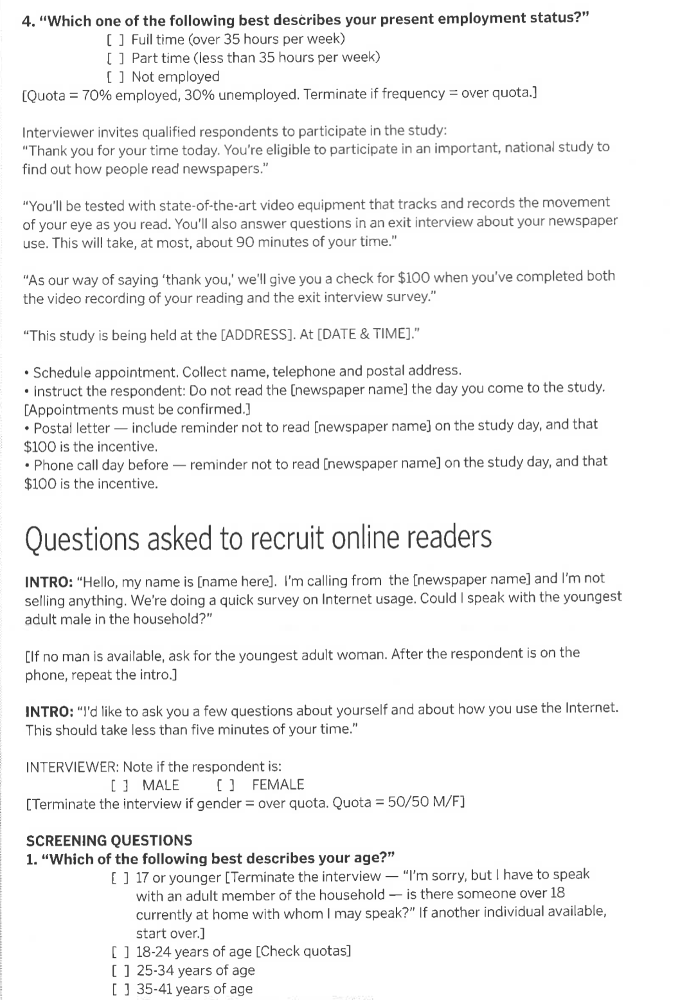 4. “Which one of the following best describes your present employment status?”
[ ] Full time (over 35 hours per week)
[ ] Part time (less than 35 hours per week)
[ ] Not employed
[Quota = 70% employed, 30% unemployed. Terminate if frequency = over quota.]
Interviewer invites qualified respondents to participate in the study:
“Thank you for your time today. You're eligible to participate in an important, national study to
find out how people read newspapers.”
“You'll be tested with state-of-the-art video equipment that tracks and records the movement
of your eye as you read. You'll also answer questions in an exit interview about your newspaper
use. This will take, at most, about 90 minutes of your time.”
“As our way of saying ‘thank you,’ we'll give you a check for $100 when you've completed both
the video recording of your reading and the exit interview survey.”
“This study is being held at the [ADDRESS]. At [DATE & TIME].”
• Schedule appointment. Collect name, telephone and postal address.
• Instruct the respondent: Do not read the [newspaper name] the day you come to the study.
[Appointments must be confirmed.]
• Postal letter — include reminder not to read [newspaper name] on the study day, and that
$100 is the incentive.
• Phone call day before — reminder not to read [newspaper name] on the study day, and that
$100 is the incentive.
Questions asked to recruit online readers
INTRO: “Hello, my name is [name here]. I'm calling from the [newspaper name] and I'm not
selling anything. We're doing a quick survey on Internet usage. Could I speak with the youngest
adult male in the household?”
[If no man is available, ask for the youngest adult woman. After the respondent is on the
phone, repeat the intro.]
INTRO: “I'd like to ask you a few questions about yourself and about how you use the Internet.
This should take less than five minutes of your time.”
INTERVIEWER: Note if the respondent is:
[ ] MALE [ ] FEMALE
[Terminate the interview if gender = over quota. Quota = 50/50 M/F]
SCREENING QUESTIONS
1. “Which of the following best describes your age?”
[ ] 17 or younger [Terminate the interview — “I'm sorry, but I have to speak
with an adult member of the household — is there someone over 18
currently at home with whom I may speak?” If another individual available,
start over.]
[ ] 18-24 years of age [Check quotas]
[ ] 25-34 years of age
[ ] 35-41 years of age